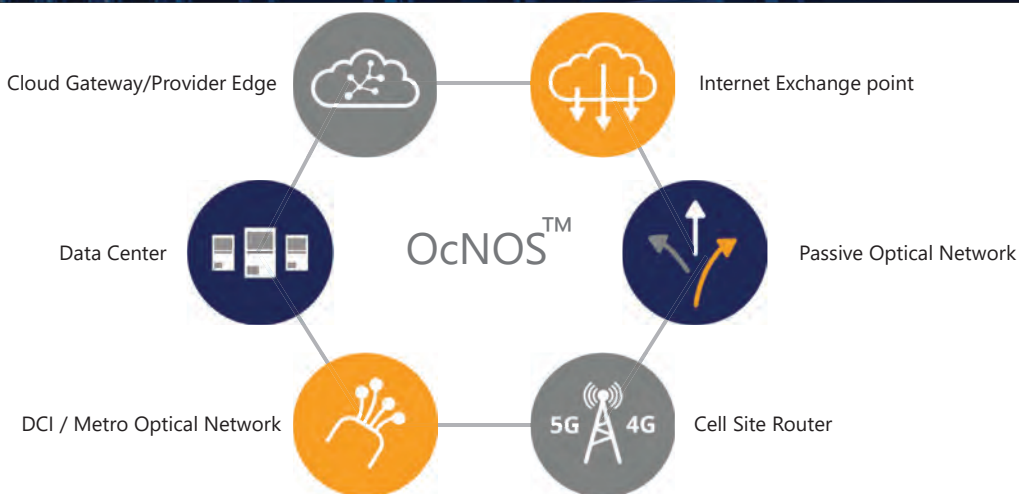 Cloud Gateway/Provider Edge
Internet Exchange point
Data Center
OcNOS™
Passive Optical Network
DCI / Metro Optical Network
5G 4G
Cell Site Router